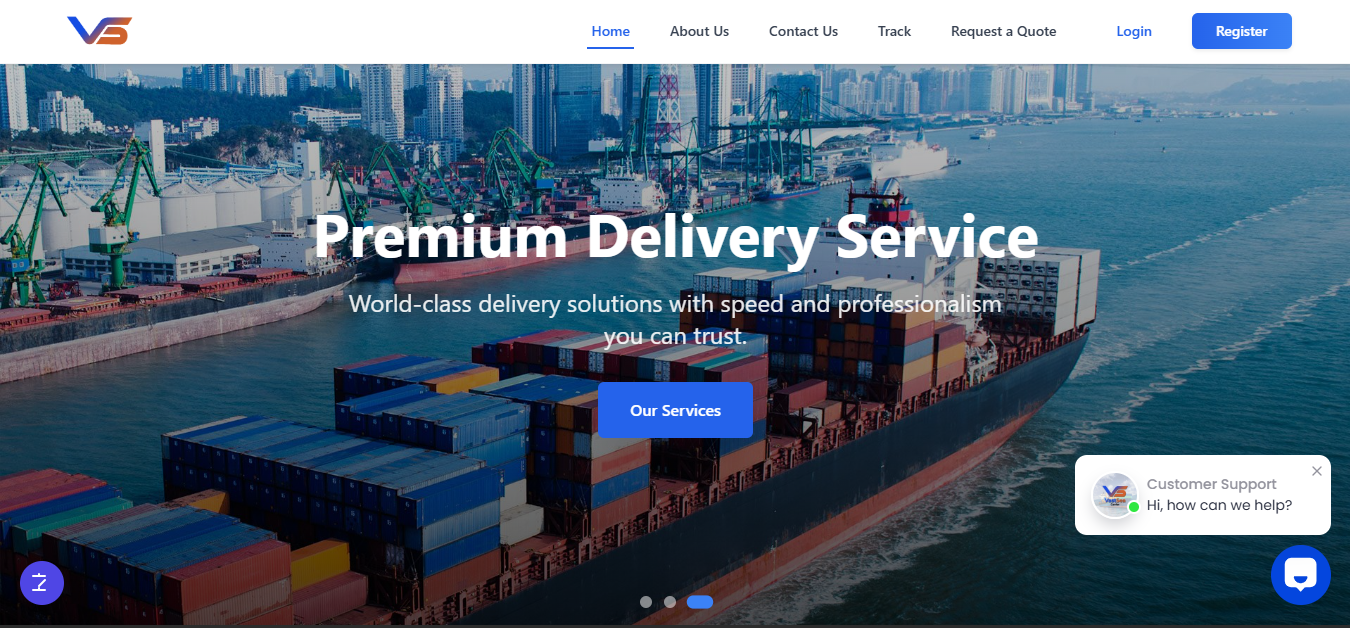 VS
Home
About Us
Contact Us
Track
Request a Quote
Login
Register
Premium Delivery Service
World-class delivery solutions with speed and professionalism
you can trust.
Our Services
Customer Support
Hi, how can we help?
VS